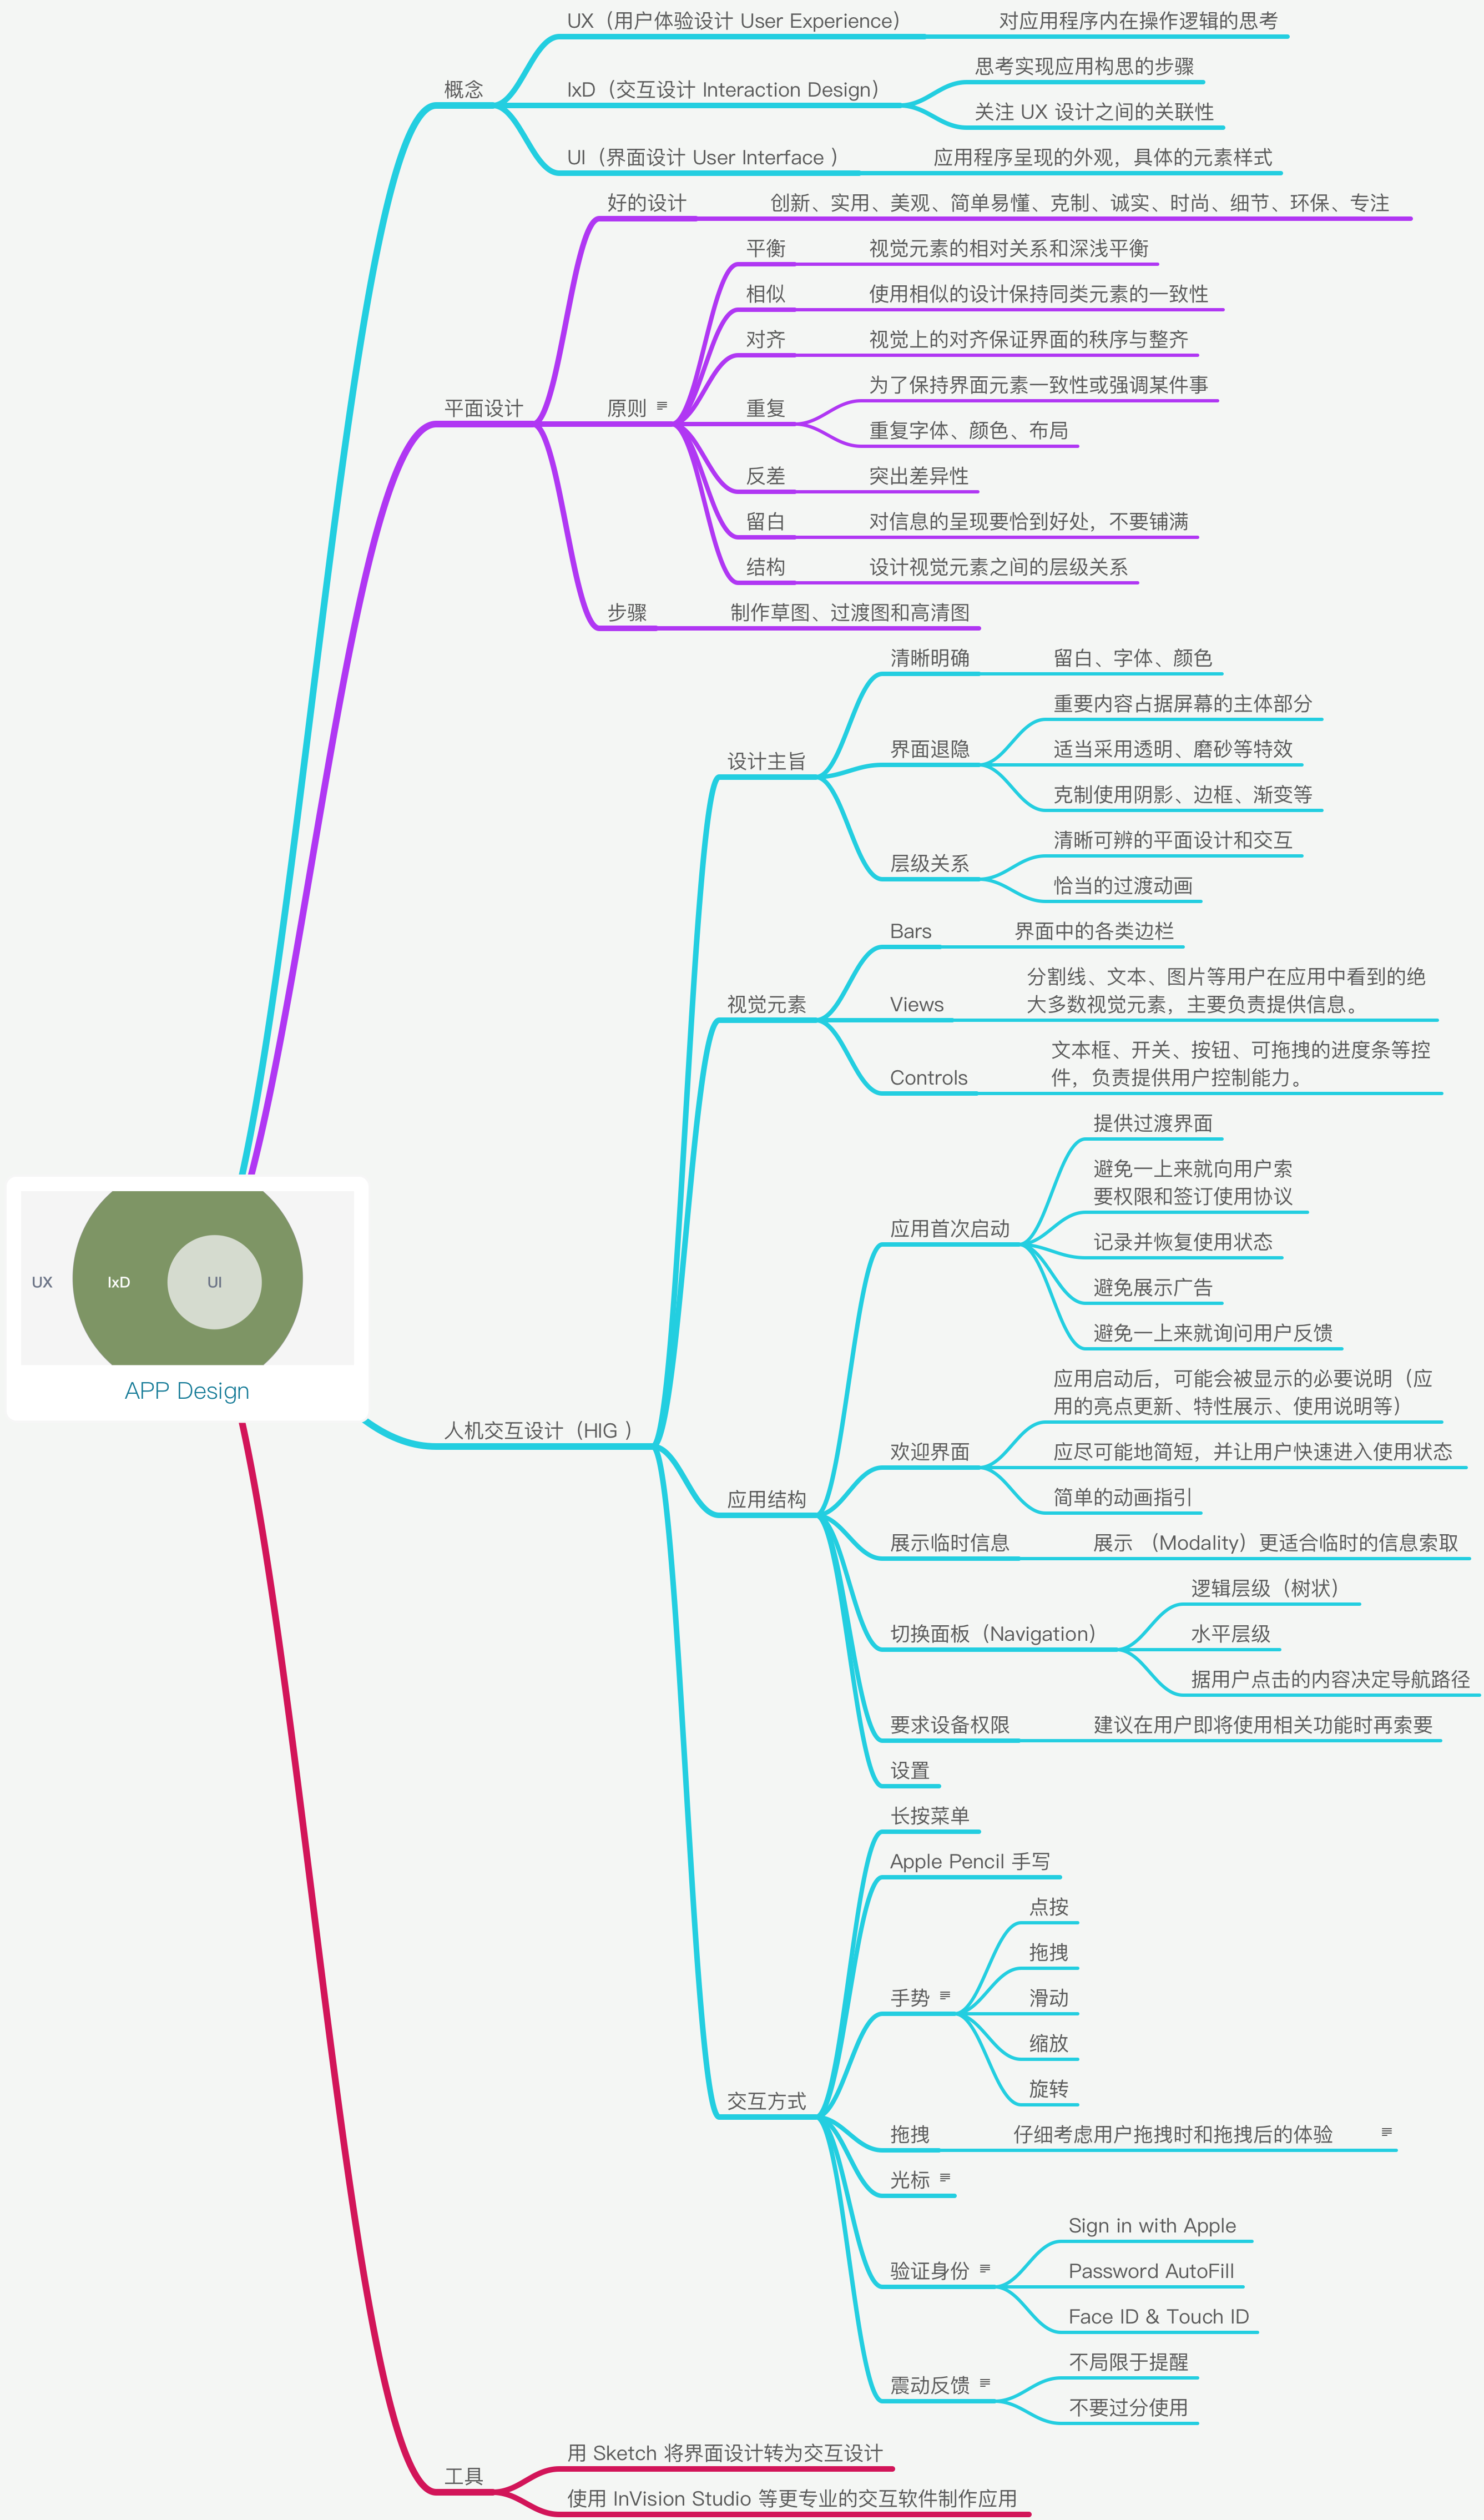 UX（用户体验设计 User Experience）
对应用程序内在操作逻辑的思考
概念
IxD（交互设计 Interaction Design）
思考实现应用构思的步骤
关注 UX 设计之间的关联性
UI（界面设计 User Interface ）
应用程序呈现的外观，具体的元素样式
平面设计
好的设计
创新、实用、美观、简单易懂、克制、诚实、时尚、细节、环保、专注
原则
平衡
视觉元素的相对关系和深浅平衡
相似
使用相似的设计保持同类元素的一致性
对齐
视觉上的对齐保证界面的秩序与整齐
重复
为了保持界面元素一致性或强调某件事
重复字体、颜色、布局
反差
突出差异性
留白
对信息的呈现要恰到好处，不要铺满
结构
设计视觉元素之间的层级关系
步骤
制作草图、过渡图和高清图
UX
IxD
UI
APP Design
人机交互设计（HIG ）
设计主旨
清晰明确
留白、字体、颜色
界面退隐
重要内容占据屏幕的主体部分
适当采用透明、磨砂等特效
克制使用阴影、边框、渐变等
层级关系
清晰可辨的平面设计和交互
恰当的过渡动画
视觉元素
Bars
界面中的各类边栏
Views
分割线、文本、图片等用户在应用中看到的绝
大多数视觉元素，主要负责提供信息。
Controls
文本框、开关、按钮、可拖拽的进度条等控
件，负责提供用户控制能力。
应用结构
应用首次启动
提供过渡界面
避免一上来就向用户索
要权限和签订使用协议
记录并恢复使用状态
避免展示广告
避免一上来就询问用户反馈
欢迎界面
应用启动后，可能会被显示的必要说明（应
用的亮点更新、特性展示、使用说明等）
应尽可能地简短，并让用户快速进入使用状态
简单的动画指引
展示临时信息
展示 （Modality）更适合临时的信息索取
切换面板（Navigation）
逻辑层级（树状）
水平层级
据用户点击的内容决定导航路径
要求设备权限
建议在用户即将使用相关功能时再索要
设置
交互方式
长按菜单
Apple Pencil 手写
手势
点按
拖拽
滑动
缩放
旋转
拖拽
仔细考虑用户拖拽时和拖拽后的体验
光标
验证身份
Sign in with Apple
Password AutoFill
Face ID & Touch ID
震动反馈
不局限于提醒
不要过分使用
工具
用 Sketch 将界面设计转为交互设计
使用 InVision Studio 等更专业的交互软件制作应用